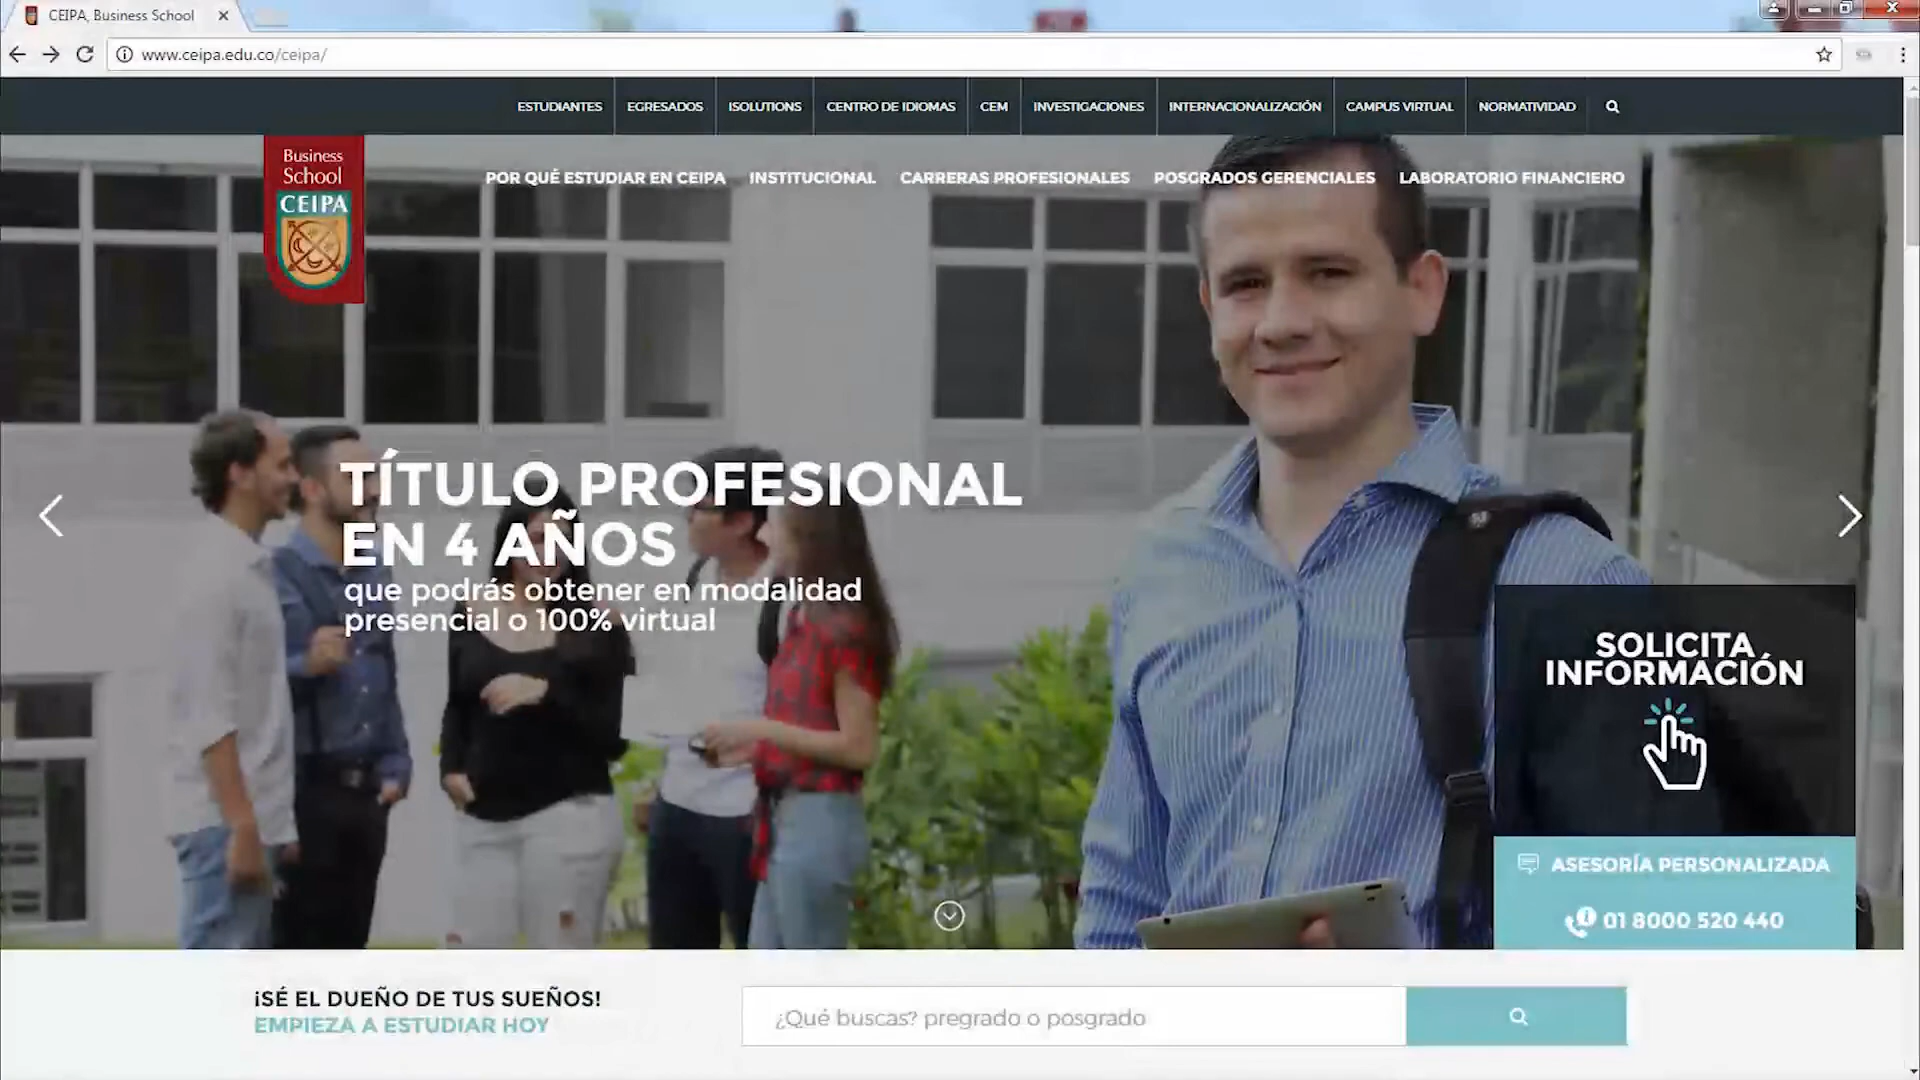 CEIPA, Business School
www.ceipa.edu.co/ceipa/
ESTUDIANTES
EGRESADOS
ISOLUTIONS
CENTRO DE IDIOMAS
CEM
INVESTIGACIONES
INTERNACIONALIZACIÓN
CAMPUS VIRTUAL
NORMATIVIDAD
Business
School
CEIPA
POR QUÉ ESTUDIAR EN CEIPA
INSTITUCIONAL
CARRERAS PROFESIONALES
POSGRADOS GERENCIALES
LABORATORIO FINANCIERO
TÍTULO PROFESIONAL
EN 4 AÑOS
que podrás obtener en modalidad
presencial o 100% virtual
SOLICITA
INFORMACIÓN
ASESORÍA PERSONALIZADA
01 8000 520 440
¡SÉ EL DUEÑO DE TUS SUEÑOS!
EMPIEZA A ESTUDIAR HOY
¿Qué buscas? pregrado o posgrado